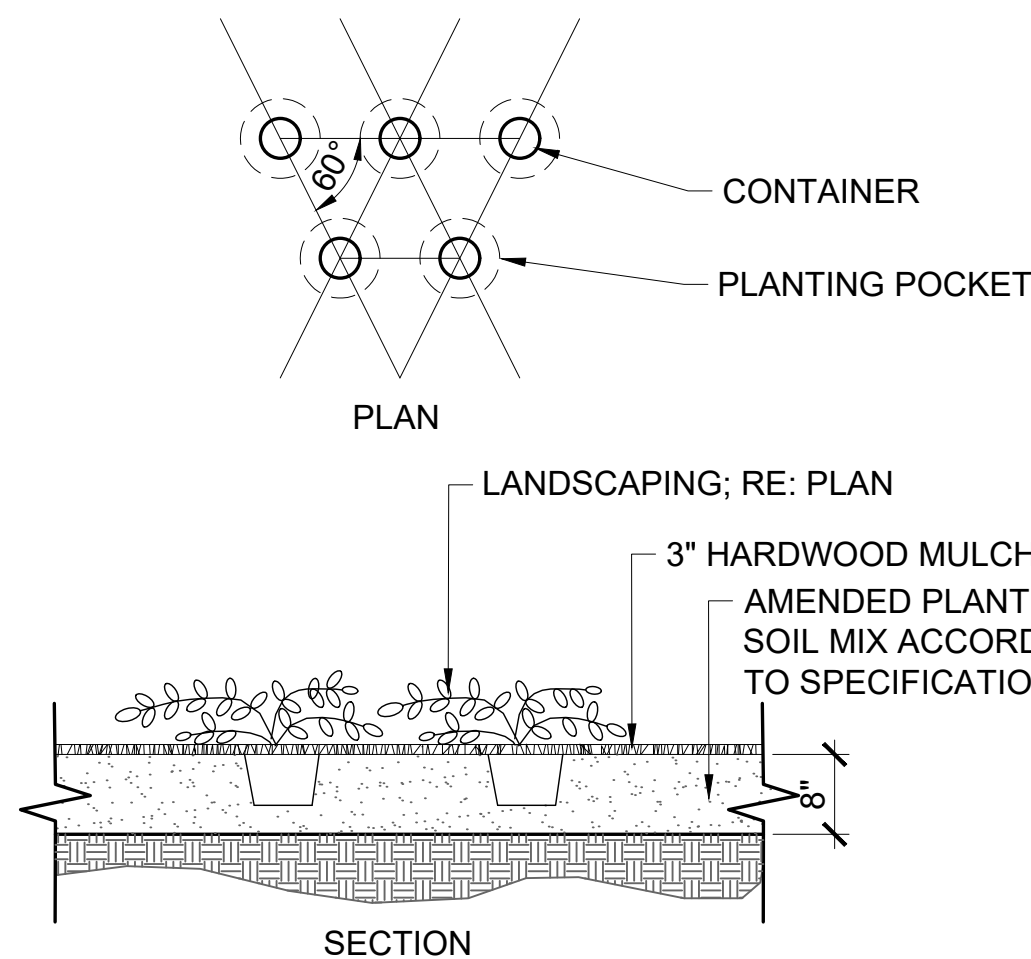 60°
CONTAINER
PLANTING POCKET
PLAN
LANDSCAPING; RE: PLAN
3" HARDWOOD MULCH
AMENDED PLANT
SOIL MIX ACCORD
TO SPECIFICATIO
8"
SECTION